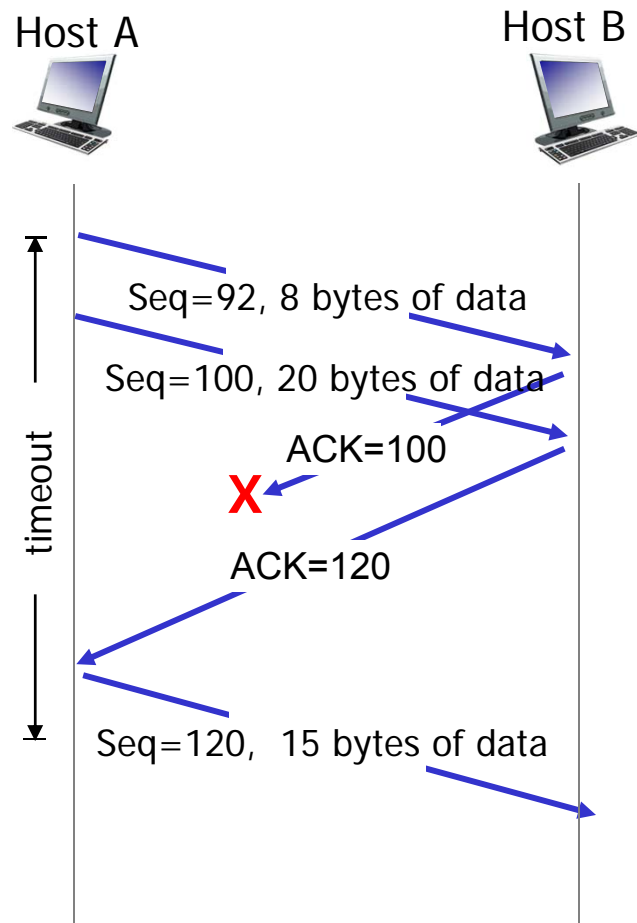 Host A
Host B
Seq=92, 8 bytes of data
Seq=100, 20 bytes of data
ACK=100
X
timeout
ACK=120
Seq=120, 15 bytes of data